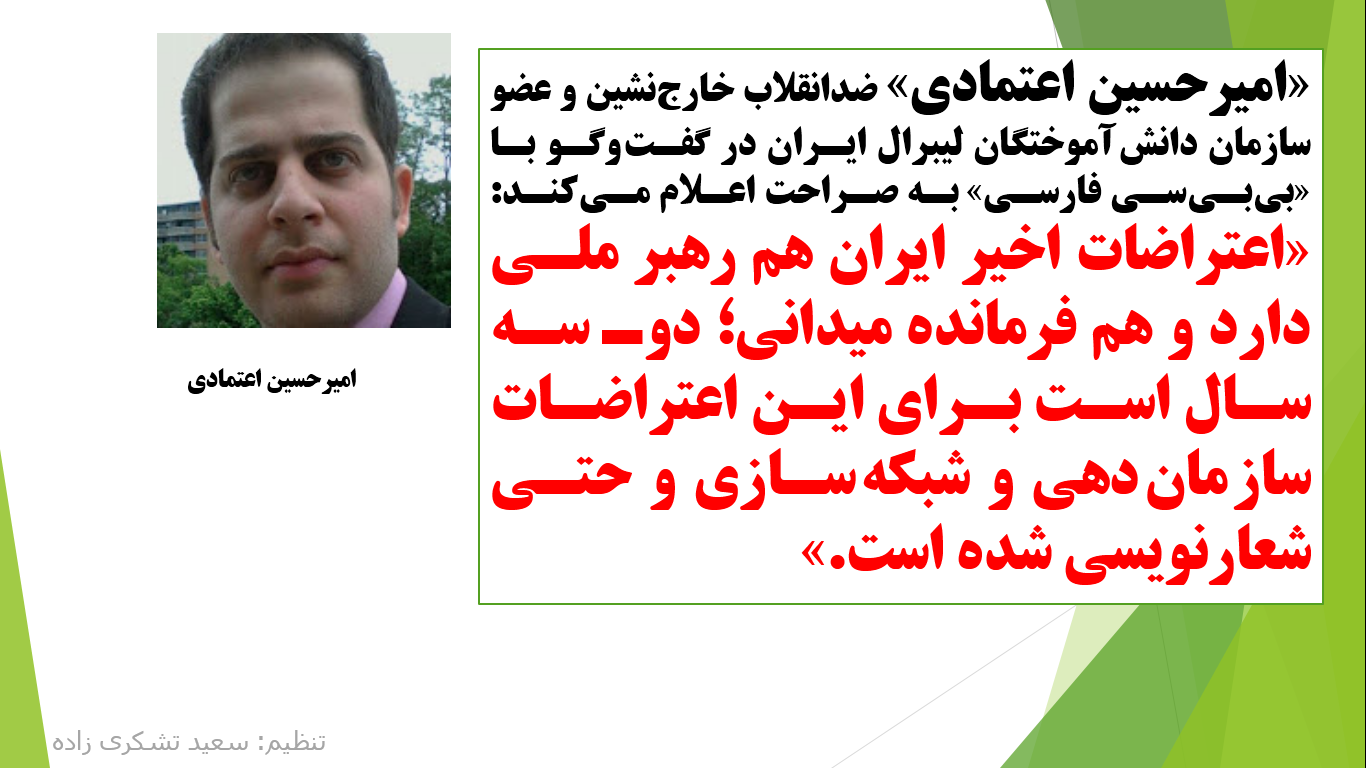 «امیرحسین اعتمادی» ضدانقلاب خارج‌نشین و عضو
سازمان دانش‌آموختگان لیبرال ایران در گفت‌وگو با
«بی‌بی‌سی فارسی» به صراحت اعلام می‌کند:
«اعتراضات اخیر ایران هم رهبر ملی
دارد و هم فرمانده میدانی؛ دو‌ـ سه
سال است برای این اعتراضات
سازمان‌دهی و شبکه‌سازی و حتی
شعارنویسی شده است.»
امیرحسین اعتمادی
تنظیم: سعید تشکری زاده